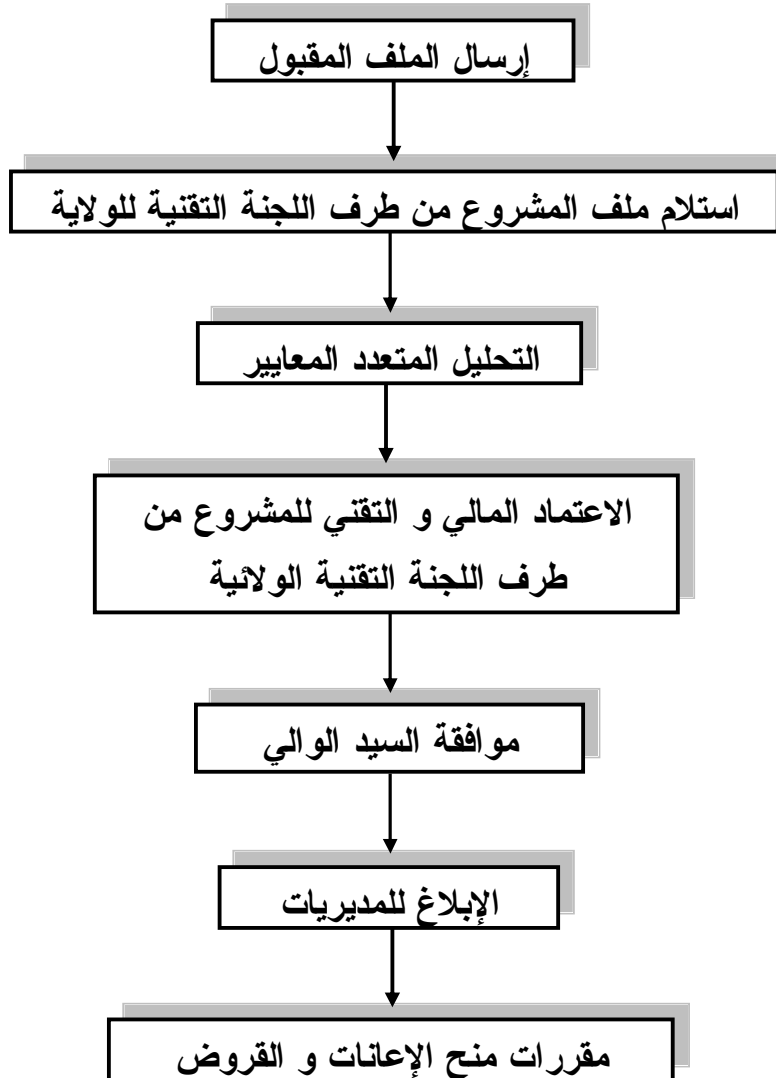 إرسال الملف المقبول
استلام ملف المشروع من طرف اللجنة التقنية للولاية
التحليل المتعدد المعايير
الاعتماد المالي و التقني للمشروع من
طرف اللجنة التقنية الولائية
موافقة السيد الوالي
الإبلاغ للمديريات
مقررات منح الإعانات و القروض